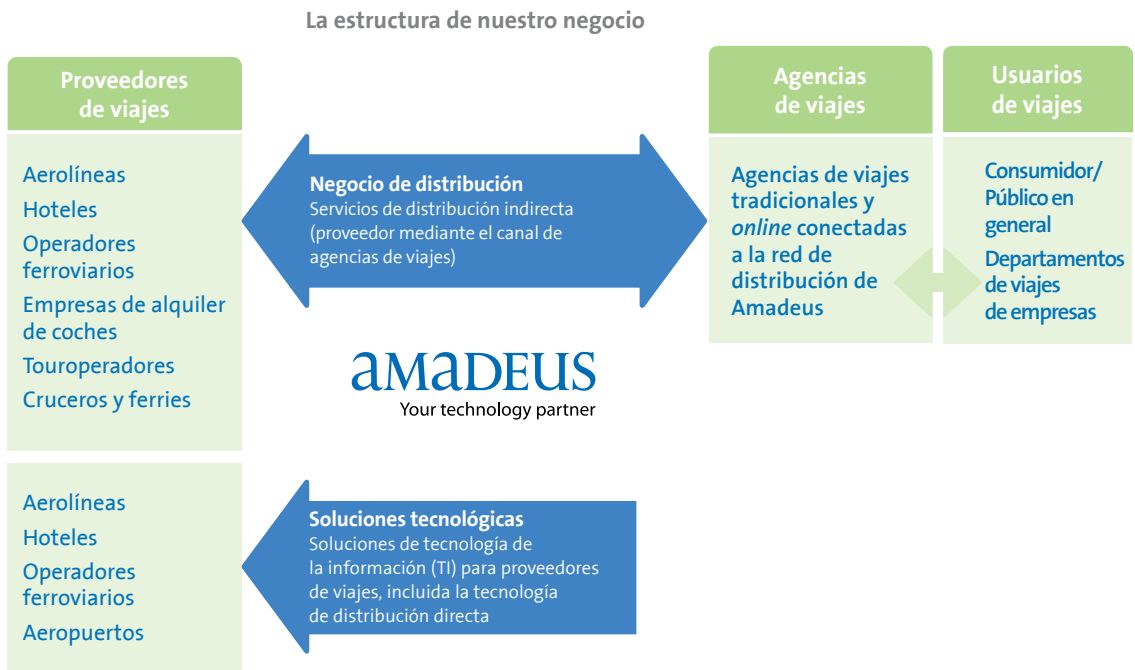 La estructura de nuestro negocio
Proveedores
de viajes
Aerolíneas
Hoteles
Operadores
ferroviarios
Empresas de alquiler
de coches
Touroperadores
Cruceros y ferries
Negocio de distribución
Servicios de distribución indirecta
(proveedor mediante el canal de
agencias de viajes)
Agencias
de viajes
Agencias de viajes
tradicionales y
online conectadas
a la red de
distribución de
Amadeus
Usuarios
de viajes
Consumidor/
Público en
general
Departamentos
de viajes
de empresas
amadeus
Your technology partner
Aerolíneas
Hoteles
Operadores
ferroviarios
Aeropuertos
Soluciones tecnológicas
Soluciones de tecnología de
la información (TI) para proveedores
de viajes, incluida la tecnología
de distribución directa